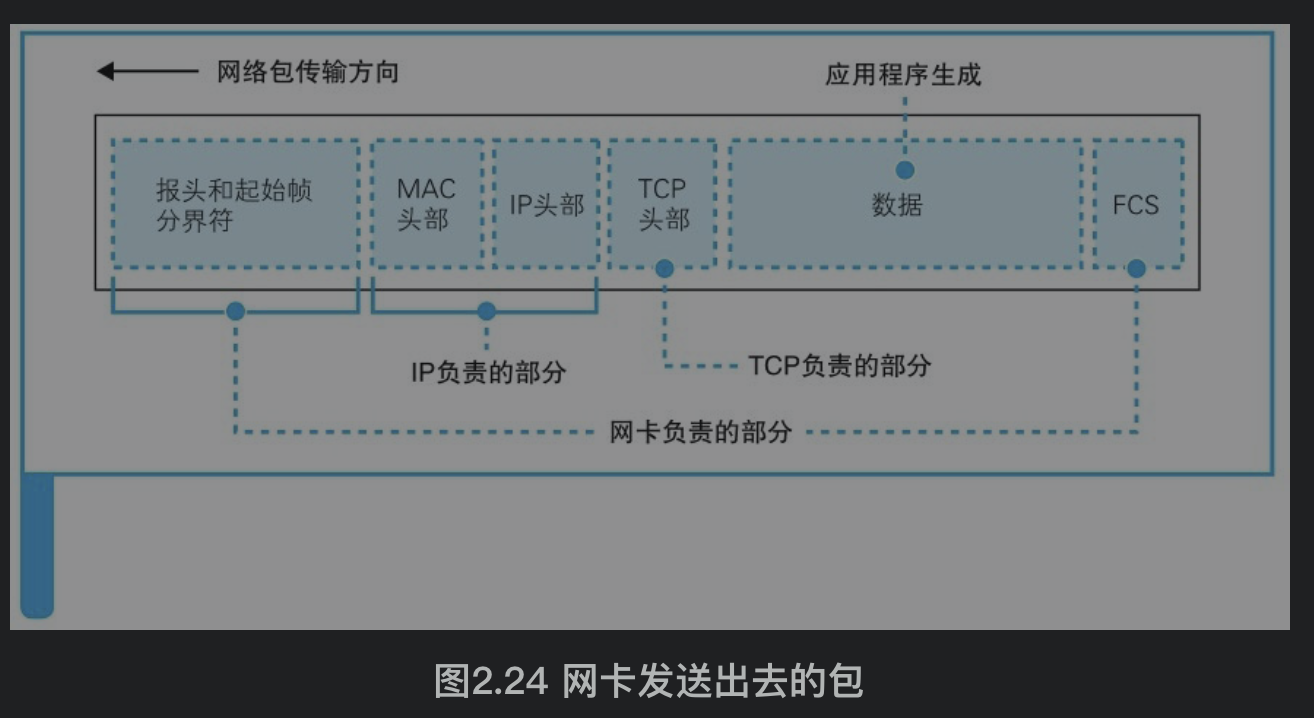 网络包传输方向
应用程序生成
报头和起始帧
分界符
MAC
头部
IP头部
TCP
头部
数据
FCS
IP负责的部分
TCP负责的部分
网卡负责的部分
图2.24 网卡发送出去的包